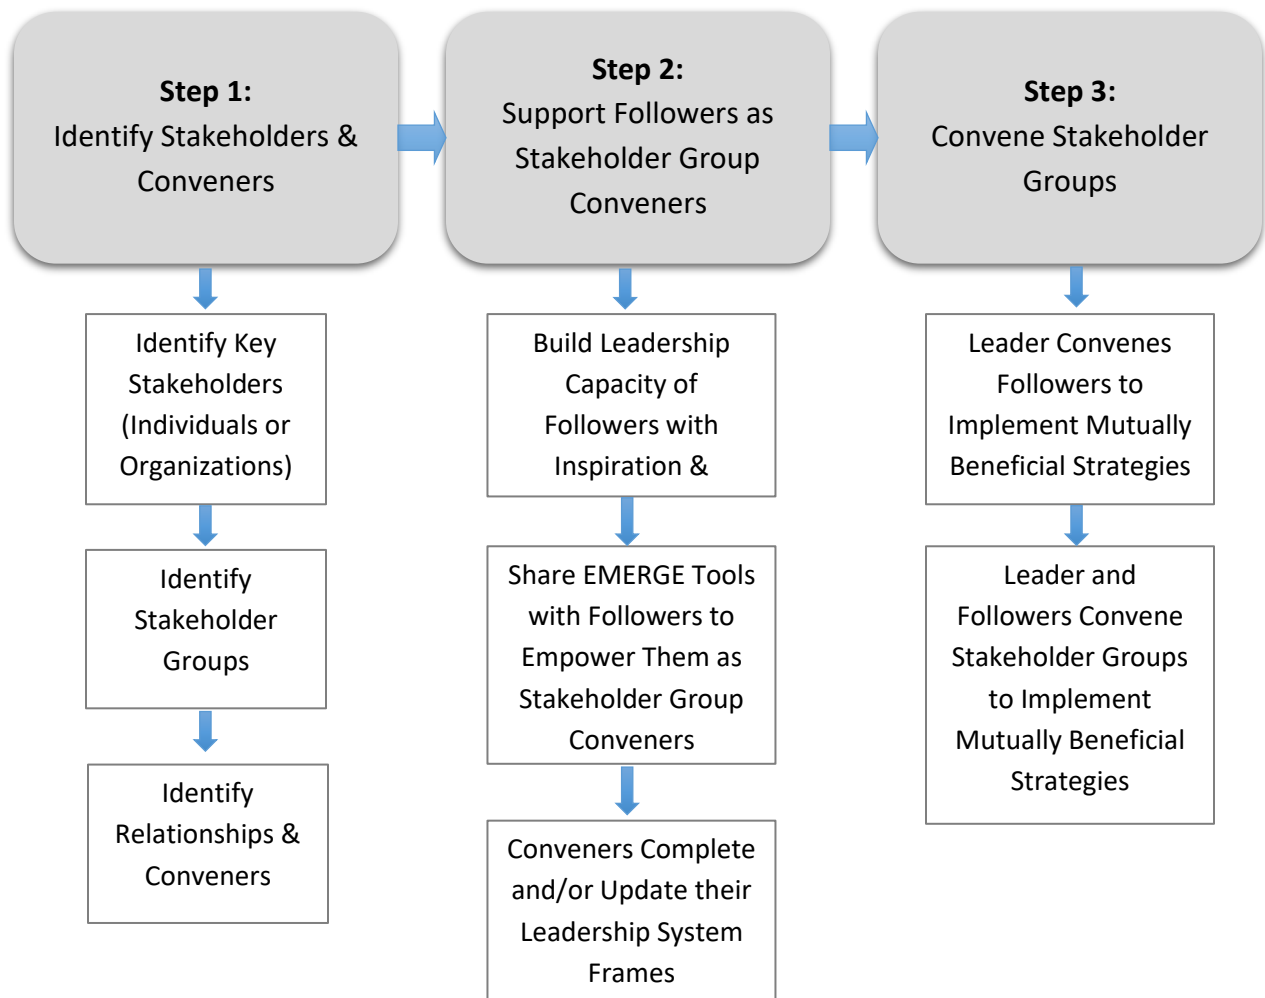 Step 1:
Identify Stakeholders &
Conveners
Step 2:
Support Followers as
Stakeholder Group
Conveners
Step 3:
Convene Stakeholder
Groups
Identify Key
Stakeholders
(Individuals or
Organizations)
Identify
Stakeholder
Groups
Identify
Relationships &
Conveners
Build Leadership
Capacity of
Followers with
Inspiration &
Share EMERGE Tools
with Followers to
Empower Them as
Stakeholder Group
Conveners
Conveners Complete
and/or Update their
Leadership System
Frames
Leader Convenes
Followers to
Implement Mutually
Beneficial Strategies
Leader and
Followers Convene
Stakeholder Groups
to Implement
Mutually Beneficial
Strategies